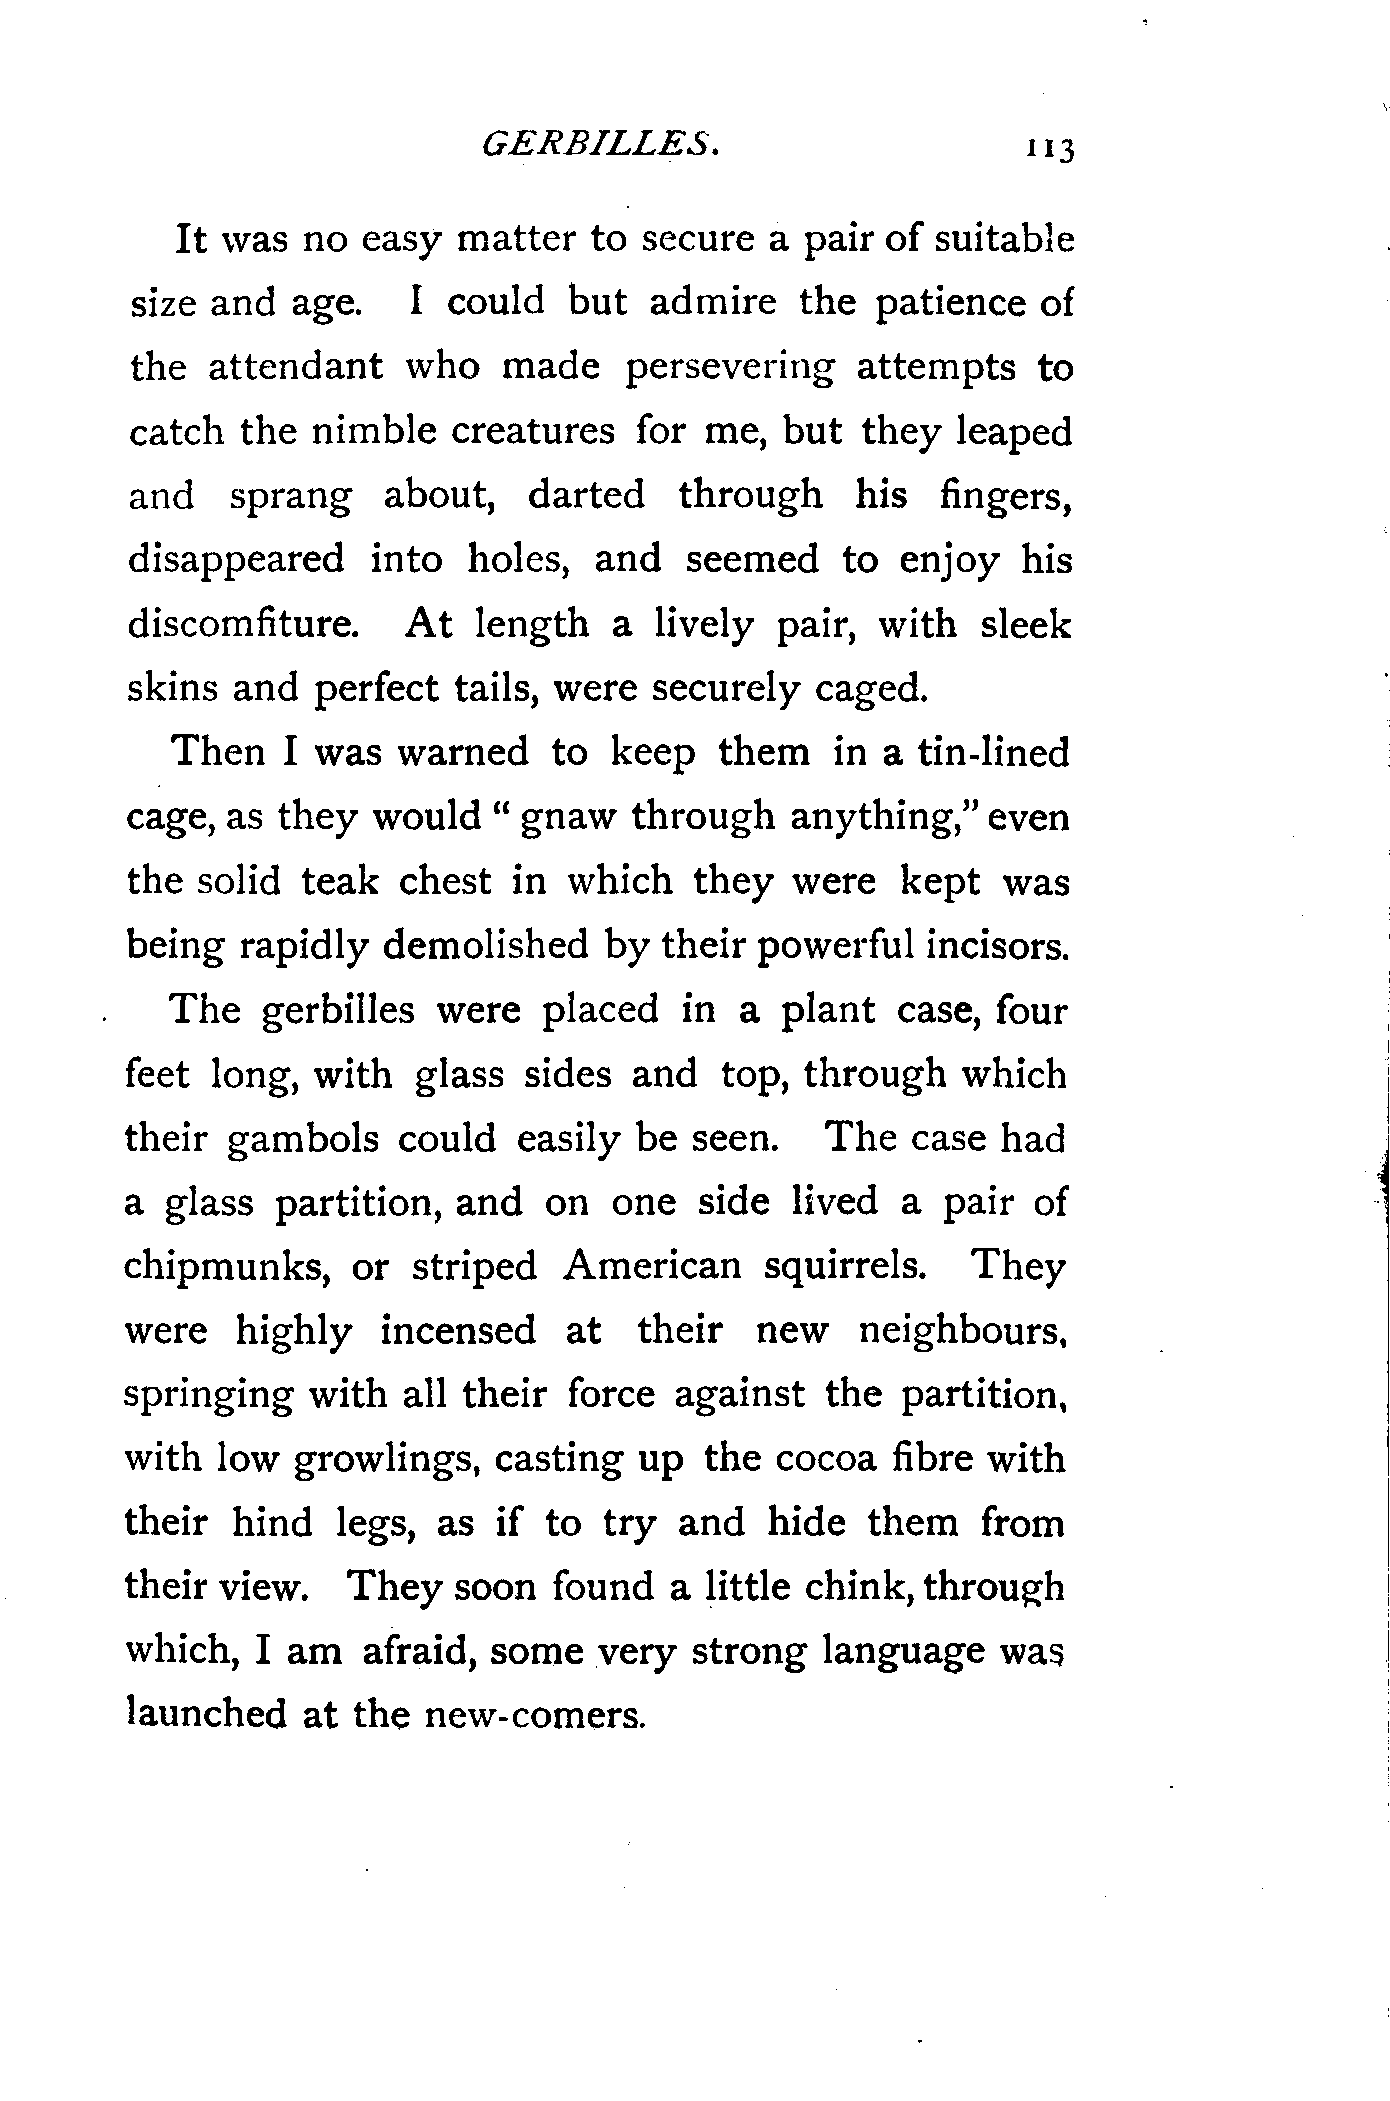 GERBILLES. 113
It was no easy matter to secure a pair of suitable
size and age. I could but admire the patience of
the attendant who made persevering attempts to
catch the nimble creatures for me, but they leaped
and sprang about, darted through his fingers,
disappeared into holes, and seemed to enjoy his
discomfiture. At length a lively pair, with sleek
skins and perfect tails, were securely caged.
Then I was warned to keep them in a tin-lined
cage, as they would “ gnaw through anything,” even
the solid teak chest in which they were kept was
being rapidly demolished by their powerful incisors.
The gerbilles were placed in a plant case, four
feet long, with glass sides and top, through which
their gambols could easily be seen. The case had
a glass partition, and on one side lived a pair of
chipmunks, or striped American squirrels. They
were highly incensed at their new neighbours,
springing with all their force against the partition,
with low growlings, casting up the cocoa fibre with
their hind legs, as if to try and hide them from
their view. They soon found a little chink, through
which, I am afraid, some very strong language was
launched at the new-comers.